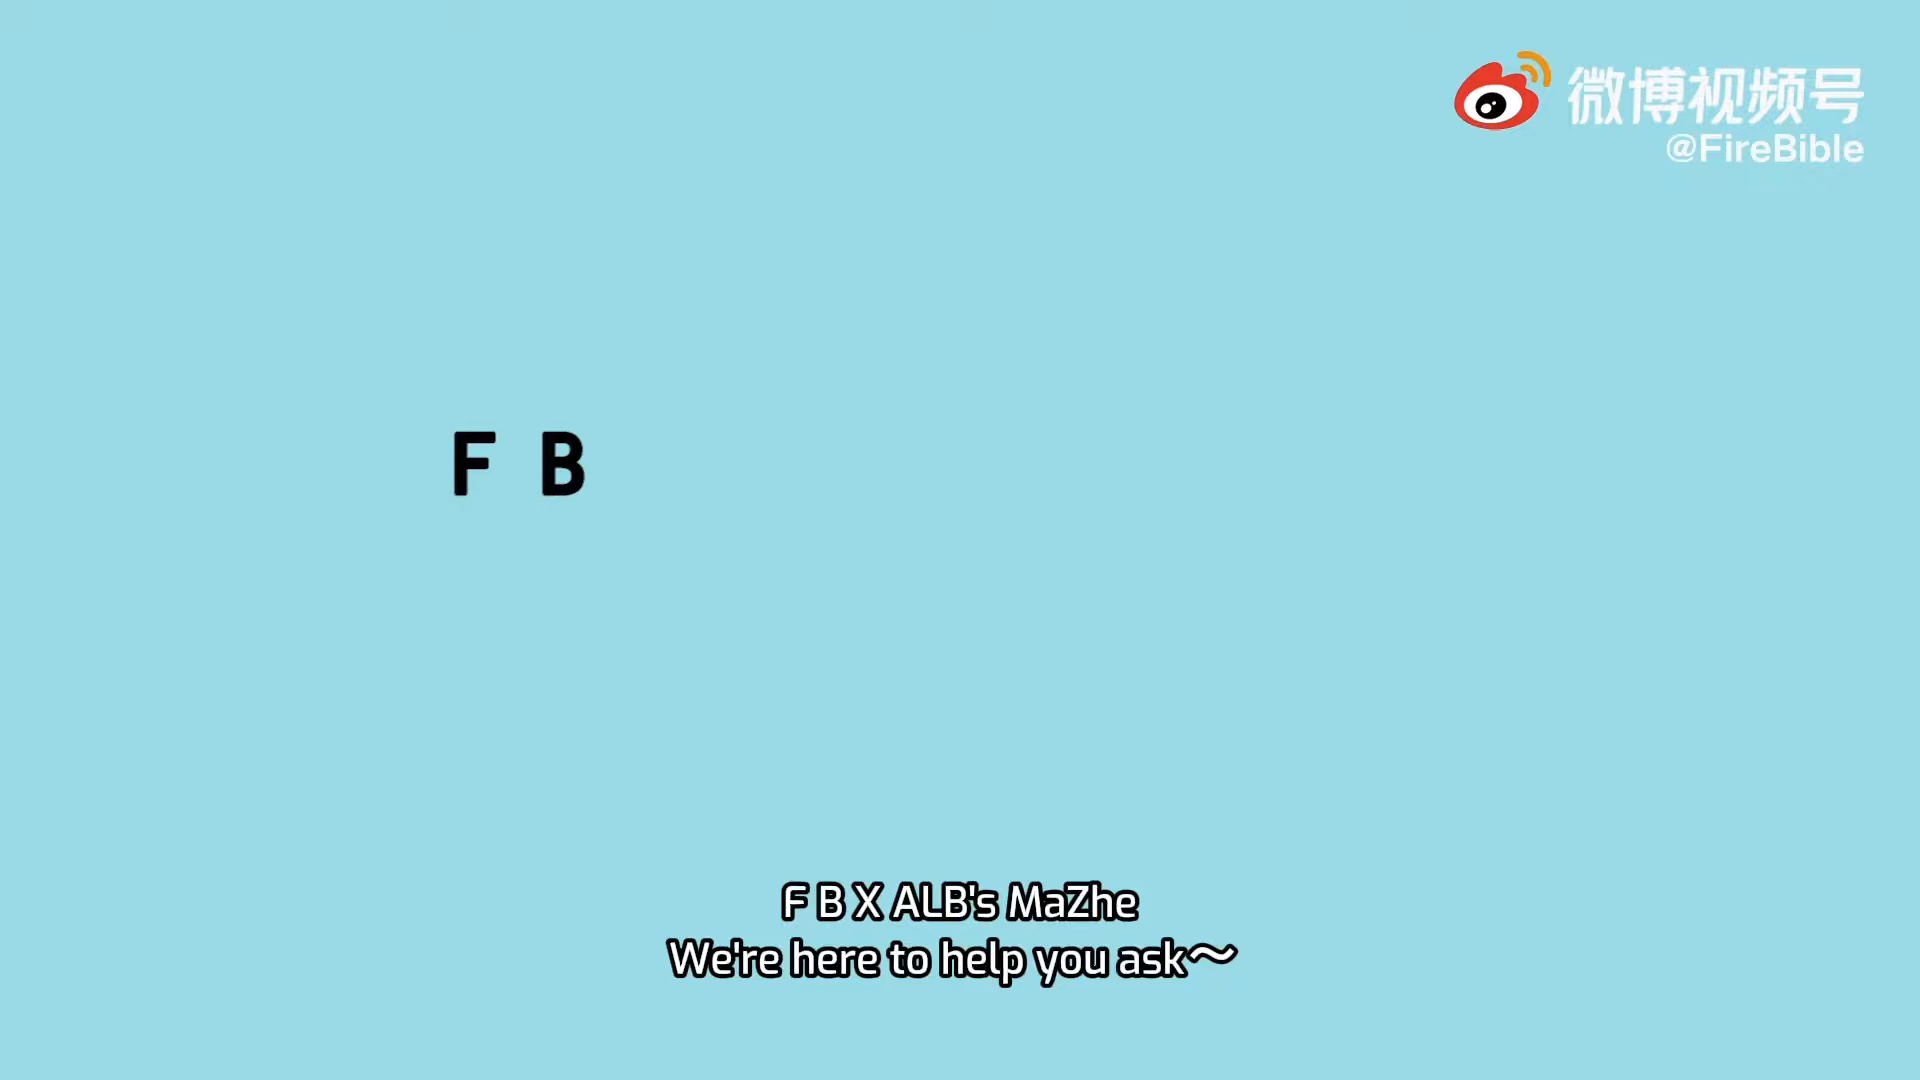 微博视频号
@FireBible
F B
F B X ALB's MaZhe
We're here to help you ask～